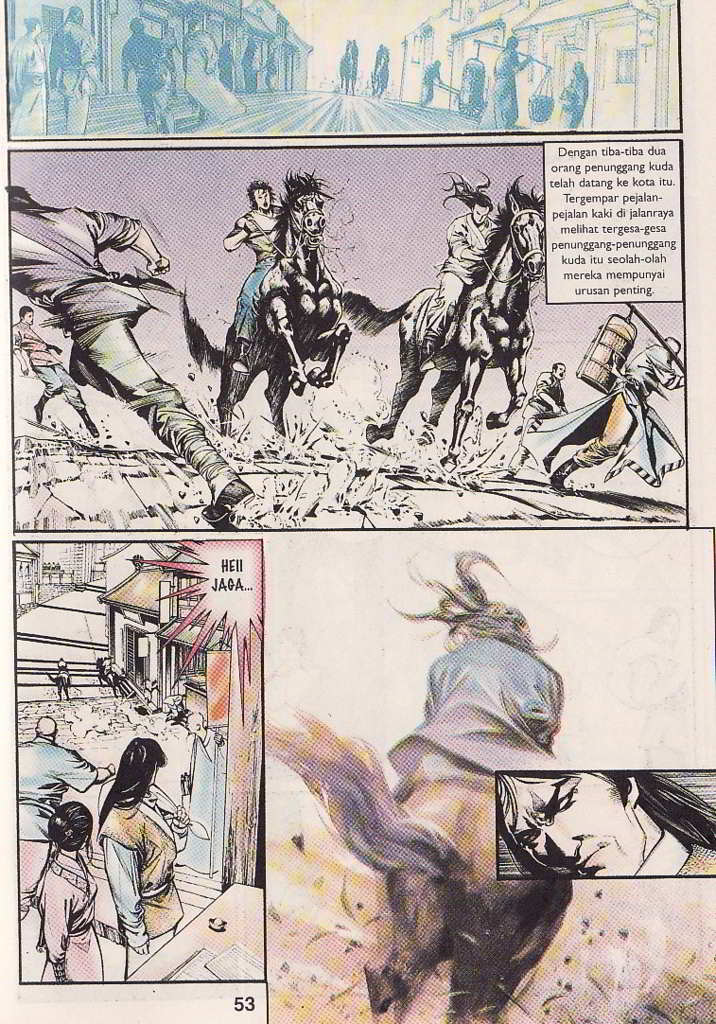 Dengan tiba-tiba dua
orang penunggang kuda
telah datang ke kota itu.
Tergempar pejalan-
pejalan kaki di jalanraya
melihat tergesa-gesa
penunggang-penunggang
kuda itu seolah-olah
mereka mempunyai
urusan penting.
HEII
JAGA...
53